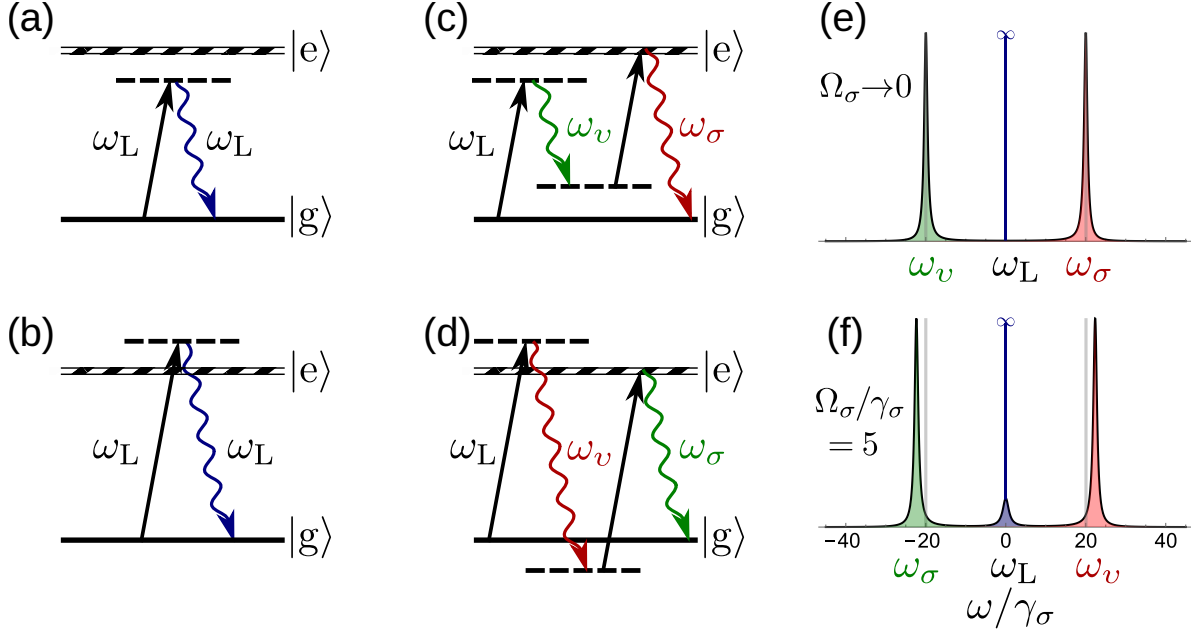 (a)
|e⟩
ω_L
ω_L
|g⟩
(b)
|e⟩
ω_L
ω_L
|g⟩
(c)
|e⟩
ω_L
ω_υ
ω_σ
|g⟩
(d)
|e⟩
ω_L
ω_υ
ω_σ
|g⟩
(e)
∞
Ω_σ→0
ω_υ
ω_L
ω_σ
(f)
∞
Ω_σ/γ_σ
= 5
−40 −20 0 20 40
ω_σ
ω_L
ω_υ
ω/γ_σ